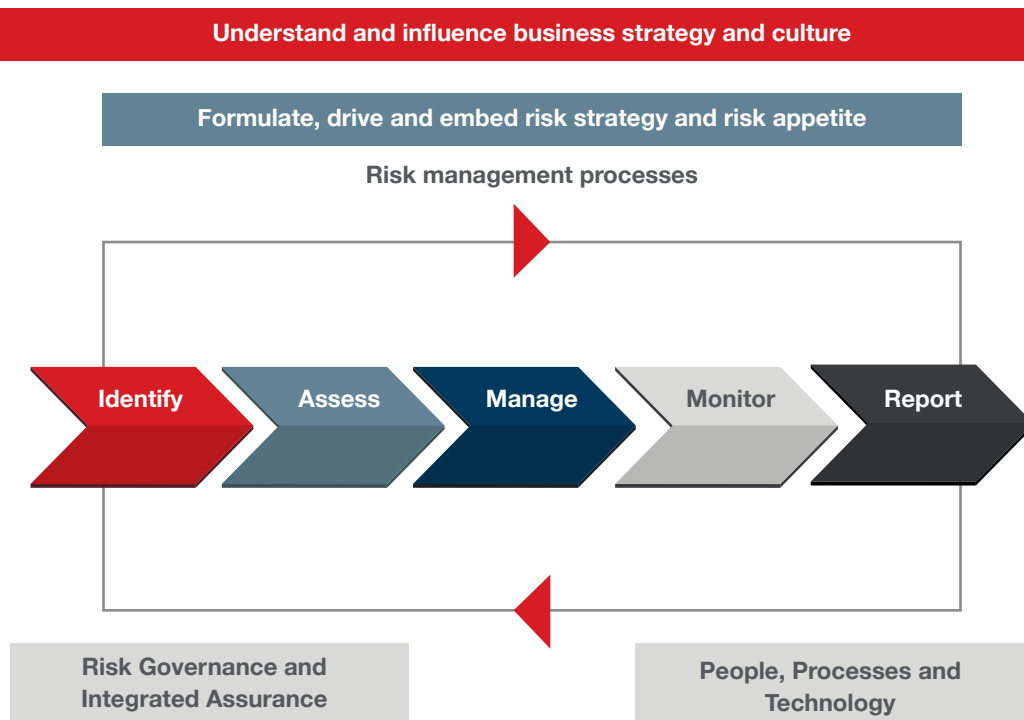 Understand and influence business strategy and culture
Formulate, drive and embed risk strategy and risk appetite
Risk management processes
Identify
Assess
Manage
Monitor
Report
Risk Governance and
Integrated Assurance
People, Processes and
Technology